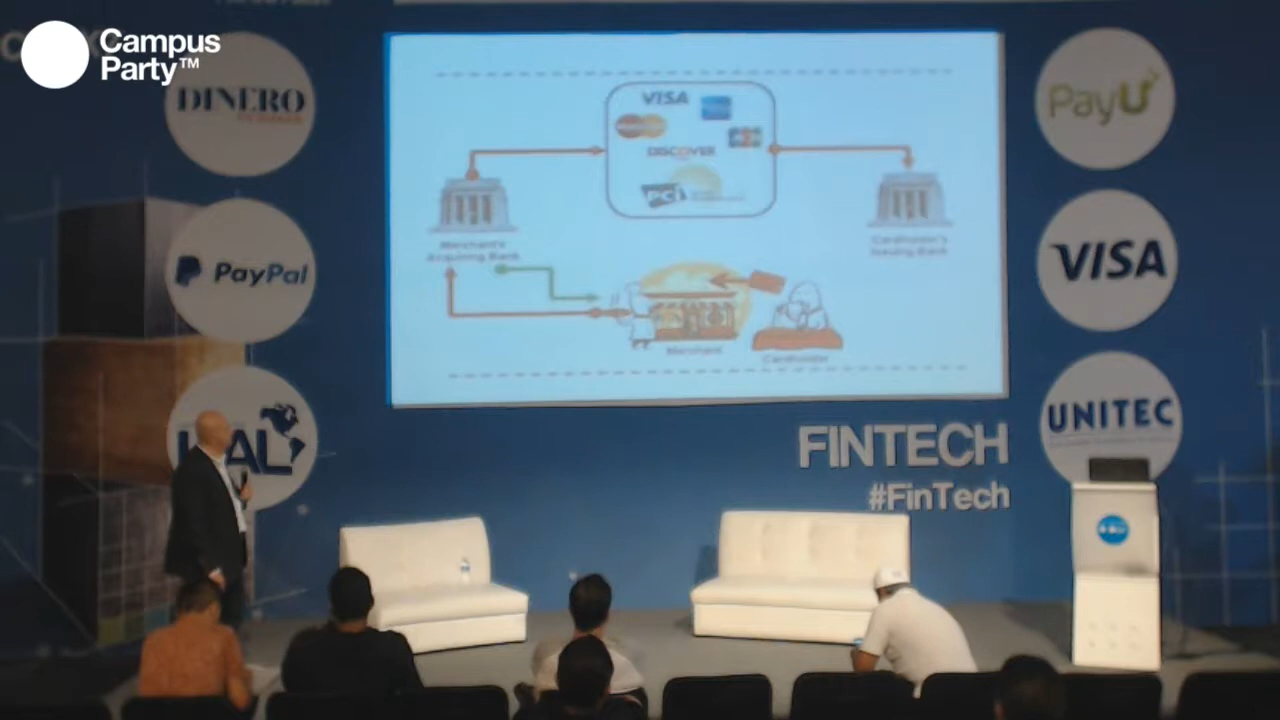 Campus
Party™
DINERO
PayPal
VISA
DISCOVER
PCI
Merchant's
Acquiring Bank
Cardholder's
Issuing Bank
Merchant
Cardholder
PayU
VISA
UNITEC
FINTECH
#FinTech